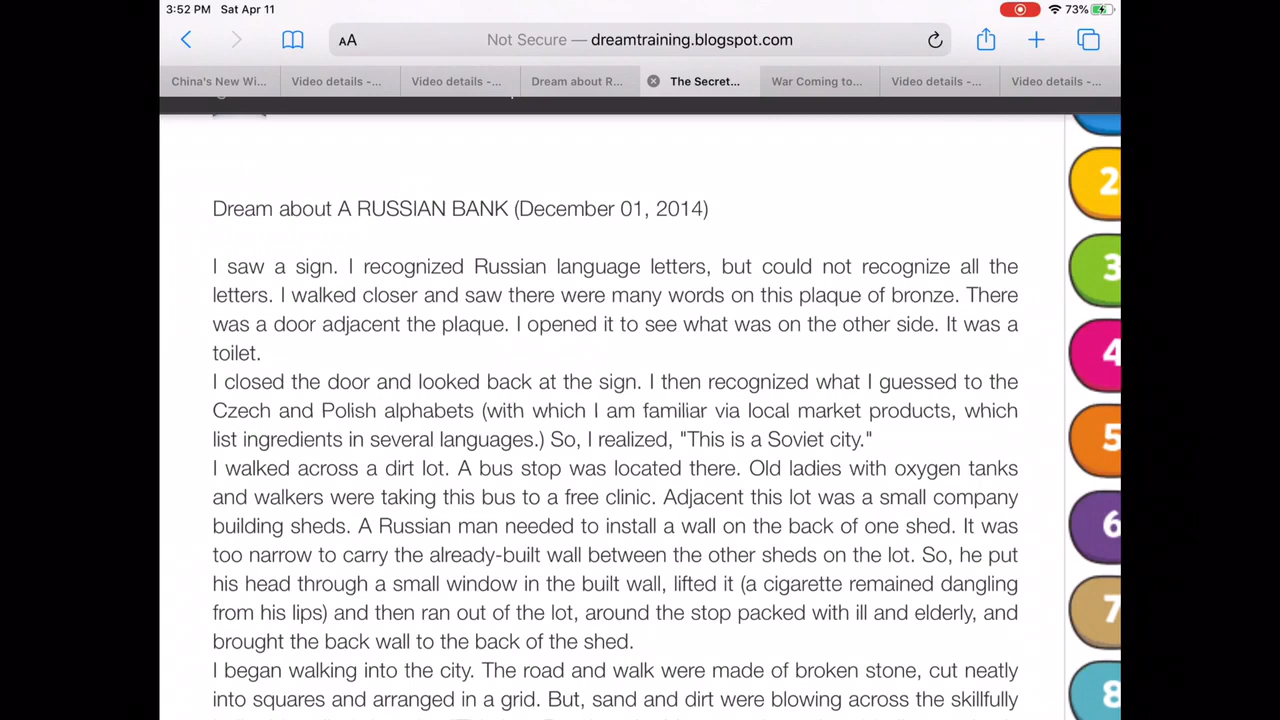 3:52 PM Sat Apr 11
73%
AA
Not Secure — dreamtraining.blogspot.com
China's New Wi...
Video details -...
Video details -...
Dream about R...
The Secret...
War Coming to...
Video details -...
Video details -...
Dream about A RUSSIAN BANK (December 01, 2014)
I saw a sign. I recognized Russian language letters, but could not recognize all the
letters. I walked closer and saw there were many words on this plaque of bronze. There
was a door adjacent the plaque. I opened it to see what was on the other side. It was a
toilet.
I closed the door and looked back at the sign. I then recognized what I guessed to the
Czech and Polish alphabets (with which I am familiar via local market products, which
list ingredients in several languages.) So, I realized, "This is a Soviet city."
I walked across a dirt lot. A bus stop was located there. Old ladies with oxygen tanks
and walkers were taking this bus to a free clinic. Adjacent this lot was a small company
building sheds. A Russian man needed to install a wall on the back of one shed. It was
too narrow to carry the already-built wall between the other sheds on the lot. So, he put
his head through a small window in the built wall, lifted it (a cigarette remained dangling
from his lips) and then ran out of the lot, around the stop packed with ill and elderly, and
brought the back wall to the back of the shed.
I began walking into the city. The road and walk were made of broken stone, cut neatly
into squares and arranged in a grid. But, sand and dirt were blowing across the skillfully
2
3
4
5
6
7
8